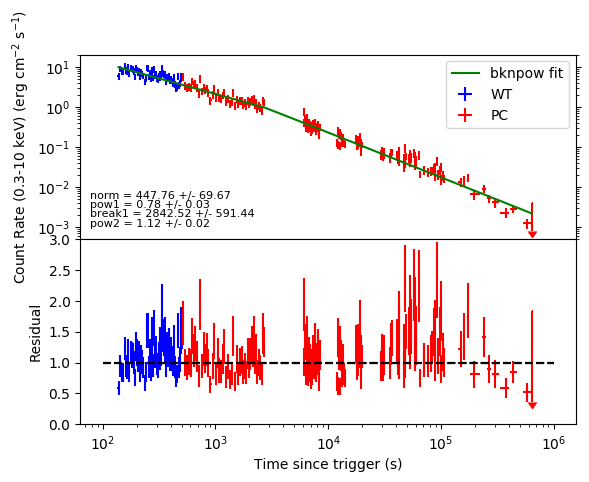 Count Rate (0.3-10 keV) (erg cm⁻² s⁻¹)
10¹
10⁰
10⁻¹
10⁻²
10⁻³
bknpow fit
WT
PC
norm = 447.76 +/- 69.67
pow1 = 0.78 +/- 0.03
break1 = 2842.52 +/- 591.44
pow2 = 1.12 +/- 0.02
Residual
3.0
2.5
2.0
1.5
1.0
0.5
0.0
10² 10³ 10⁴ 10⁵ 10⁶
Time since trigger (s)